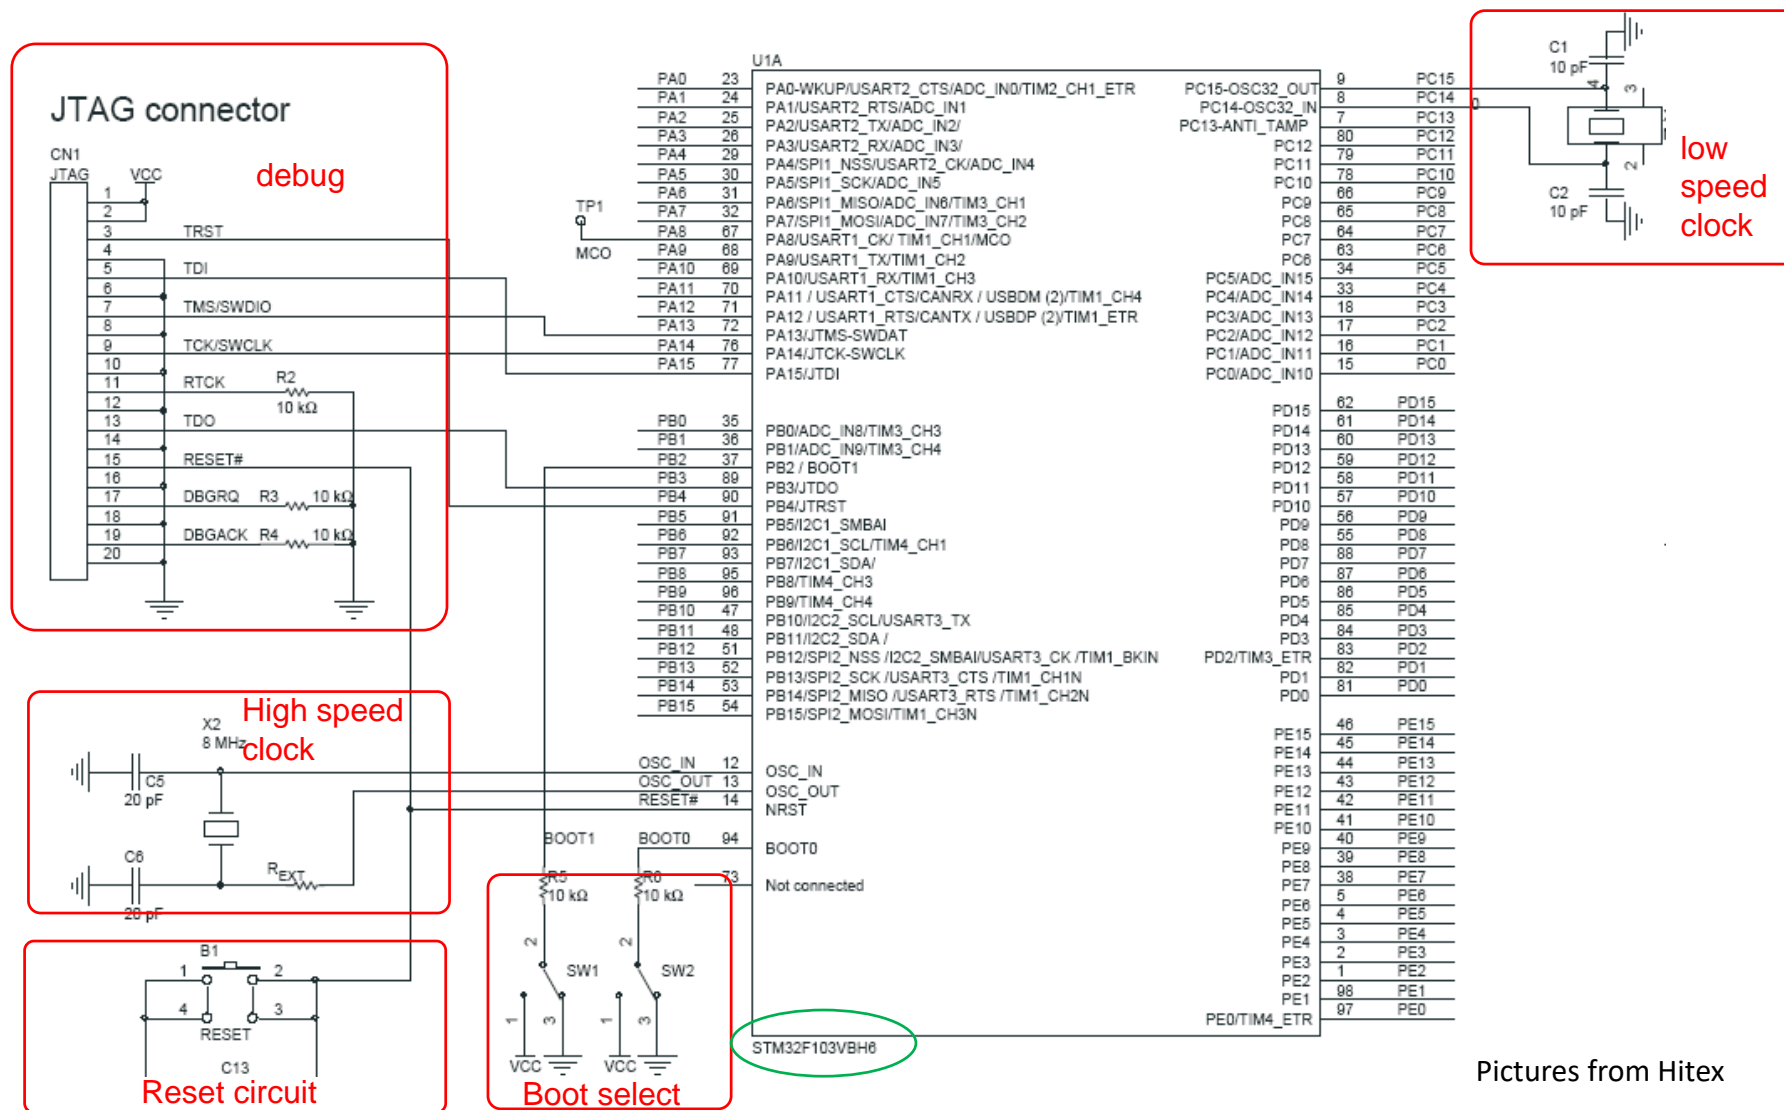 JTAG connector
CN1
JTAG
VCC
debug
1
2
3 TRST
4
5 TDI
6
7 TMS/SWDIO
8
9 TCK/SWCLK
10
11 RTCK R2
10 kΩ
12
13 TDO
14
15 RESET#
16
17 DBGRQ R3 10 kΩ
18
19 DBGACK R4 10 kΩ
20
High speed
clock
X2
8 MHz
C5
20 pF
C6
20 pF
REXT
B1
1 2
4 3
RESET
C13
Reset circuit
TP1
MCO
U1A
PA0 23 PA0-WKUP/USART2_CTS/ADC_IN0/TIM2_CH1_ETR
PA1 24 PA1/USART2_RTS/ADC_IN1
PA2 25 PA2/USART2_TX/ADC_IN2/
PA3 26 PA3/USART2_RX/ADC_IN3/
PA4 29 PA4/SPI1_NSS/USART2_CK/ADC_IN4
PA5 30 PA5/SPI1_SCK/ADC_IN5
PA6 31 PA6/SPI1_MISO/ADC_IN6/TIM3_CH1
PA7 32 PA7/SPI1_MOSI/ADC_IN7/TIM3_CH2
PA8 67 PA8/USART1_CK/ TIM1_CH1/MCO
PA9 68 PA9/USART1_TX/TIM1_CH2
PA10 69 PA10/USART1_RX/TIM1_CH3
PA11 70 PA11 / USART1_CTS/CANRX / USBDM (2)/TIM1_CH4
PA12 71 PA12 / USART1_RTS/CANTX / USBDP (2)/TIM1_ETR
PA13 72 PA13/JTMS-SWDAT
PA14 76 PA14/JTCK-SWCLK
PA15 77 PA15/JTDI
PB0 35 PB0/ADC_IN8/TIM3_CH3
PB1 36 PB1/ADC_IN9/TIM3_CH4
PB2 37 PB2 / BOOT1
PB3 89 PB3/JTDO
PB4 90 PB4/JTRST
PB5 91 PB5/I2C1_SMBAI
PB6 92 PB6/I2C1_SCL/TIM4_CH1
PB7 93 PB7/I2C1_SDA/
PB8 95 PB8/TIM4_CH3
PB9 96 PB9/TIM4_CH4
PB10 47 PB10/I2C2_SCL/USART3_TX
PB11 48 PB11/I2C2_SDA /
PB12 51 PB12/SPI2_NSS /I2C2_SMBAI/USART3_CK /TIM1_BKIN
PB13 52 PB13/SPI2_SCK /USART3_CTS /TIM1_CH1N
PB14 53 PB14/SPI2_MISO /USART3_RTS /TIM1_CH2N
PB15 54 PB15/SPI2_MOSI/TIM1_CH3N
OSC_IN 12 OSC_IN
OSC_OUT 13 OSC_OUT
RESET# 14 NRST
BOOT1 BOOT0 94 BOOT0
73 Not connected
R5
10 kΩ
R6
10 kΩ
2 SW1
2 SW2
1 3
1 3
VCC
VCC
Boot select
STM32F103VBH6
PC15-OSC32_OUT 9 PC15
PC14-OSC32_IN 8 PC14
PC13-ANTI_TAMP 7 PC13
PC12 80 PC12
PC11 79 PC11
PC10 78 PC10
PC9 66 PC9
PC8 65 PC8
PC7 64 PC7
PC6 63 PC6
PC5/ADC_IN15 34 PC5
PC4/ADC_IN14 33 PC4
PC3/ADC_IN13 18 PC3
PC2/ADC_IN12 17 PC2
PC1/ADC_IN11 16 PC1
PC0/ADC_IN10 15 PC0
PD15 62 PD15
PD14 61 PD14
PD13 60 PD13
PD12 59 PD12
PD11 58 PD11
PD10 57 PD10
PD9 56 PD9
PD8 55 PD8
PD7 88 PD7
PD6 87 PD6
PD5 86 PD5
PD4 85 PD4
PD3 84 PD3
PD2/TIM3_ETR 83 PD2
PD1 82 PD1
PD0 81 PD0
PE15 46 PE15
PE14 45 PE14
PE13 44 PE13
PE12 43 PE12
PE11 42 PE11
PE10 41 PE10
PE9 40 PE9
PE8 39 PE8
PE7 38 PE7
PE6 5 PE6
PE5 4 PE5
PE4 3 PE4
PE3 2 PE3
PE2 1 PE2
PE1 98 PE1
PE0/TIM4_ETR 97 PE0
0
C1
10 pF
4 3
2
C2
10 pF
low
speed
clock
Pictures from Hitex